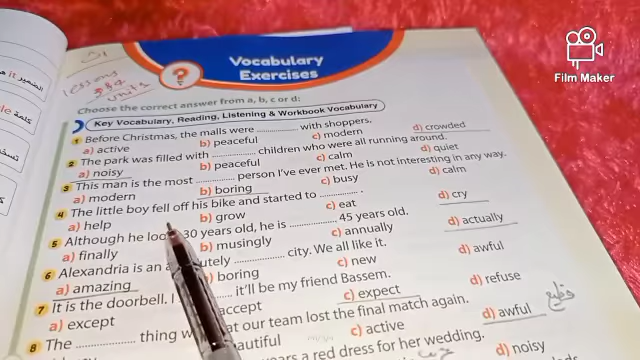 Film Maker
Vocabulary
Exercises
?
lessons
3&4
units
Choose the correct answer from a, b, c or d:
Key Vocabulary, Reading, Listening & Workbook Vocabulary
1 Before Christmas, the malls were .............. with shoppers.
a) active b) peaceful c) modern d) crowded
2 The park was filled with .............. children who were all running around.
a) noisy b) peaceful c) calm d) quiet
3 This man is the most .............. person I've ever met. He is not interesting in any way.
a) modern b) boring c) busy d) calm
4 The little boy fell off his bike and started to .............. .
a) help b) grow c) eat d) cry
5 Although he 30 years old, he is .............. 45 years old.
a) finally b) musingly c) annually d) actually
6 Alexandria is an .............. city. We all like it.
a) amazing boring c) new d) awful
7 It is the doorbell. I .............. it'll be my friend Bassem.
a) except accept c) expect d) refuse
فظيع
8 The .............. thing at our team lost the final match again.
c) active d) awful
a red dress for her wedding.
d) noisy